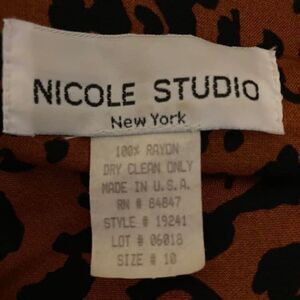 NICOLE STUDIO
New York
100% RAYON
DRY CLEAN ONLY
MADE IN U.S.A.
RN # 84847
STYLE # 19241
LOT # 06018
SIZE # 10